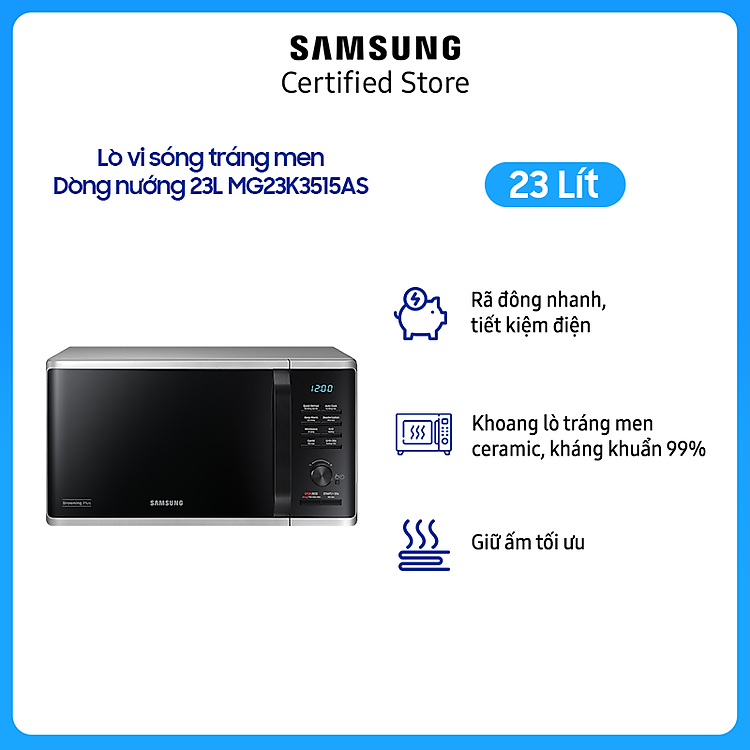 SAMSUNG
Certified Store
Lò vi sóng tráng men
Dòng nướng 23L MG23K3515AS
23 Lít
Rã đông nhanh,
tiết kiệm điện
Khoang lò tráng men
ceramic, kháng khuẩn 99%
Giữ ấm tối ưu
12:00
SAMSUNG
Browning Plus